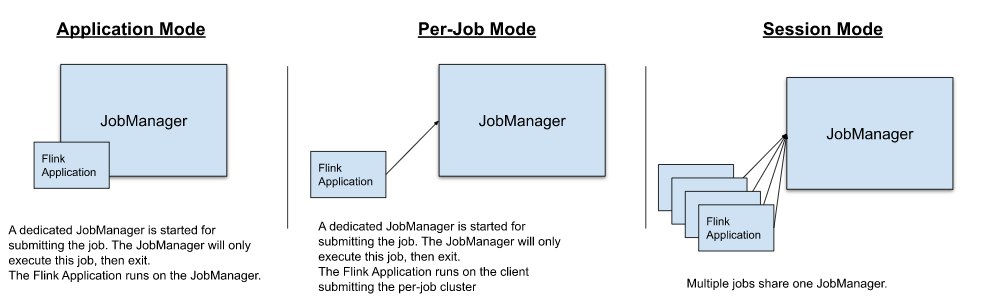 Application Mode
JobManager
Flink
Application
A dedicated JobManager is started for
submitting the job. The JobManager will only
execute this job, then exit.
The Flink Application runs on the JobManager.
Per-Job Mode
JobManager
Flink
Application
A dedicated JobManager is started for
submitting the job. The JobManager will only
execute this job, then exit.
The Flink Application runs on the client
submitting the per-job cluster
Session Mode
JobManager
Flink
Application
Multiple jobs share one JobManager.